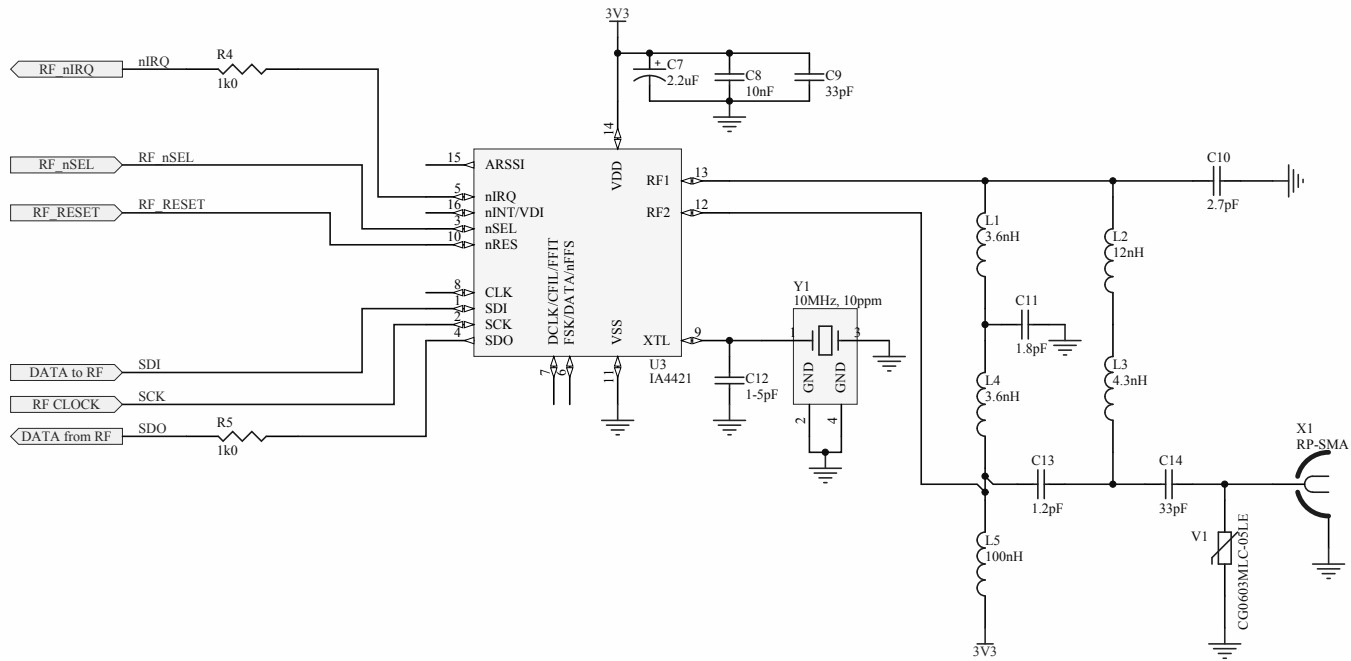 3V3
RF_nIRQ
nIRQ
R4
1k0
C7
2.2uF
C8
10nF
C9
33pF
RF_nSEL
RF_nSEL
RF_RESET
RF_RESET
14
VDD
15
ARSSI
5
nIRQ
16
nINT/VDI
3
nSEL
10
nRES
8
CLK
1
SDI
2
SCK
4
SDO
DCLK/CFIL/FFIT
FSK/DATA/nFFS
VSS
7
6
11
RF1
13
RF2
12
XTL
9
U3
IA4421
C10
2.7pF
L1
3.6nH
L2
12nH
Y1
10MHz, 10ppm
1
3
GND
GND
2
4
C11
1.8pF
C12
1-5pF
L4
3.6nH
L3
4.3nH
DATA to RF
SDI
RF CLOCK
SCK
DATA from RF
SDO
R5
1k0
X1
RP-SMA
C13
1.2pF
C14
33pF
L5
100nH
V1
CG0603MLC-05LE
3V3